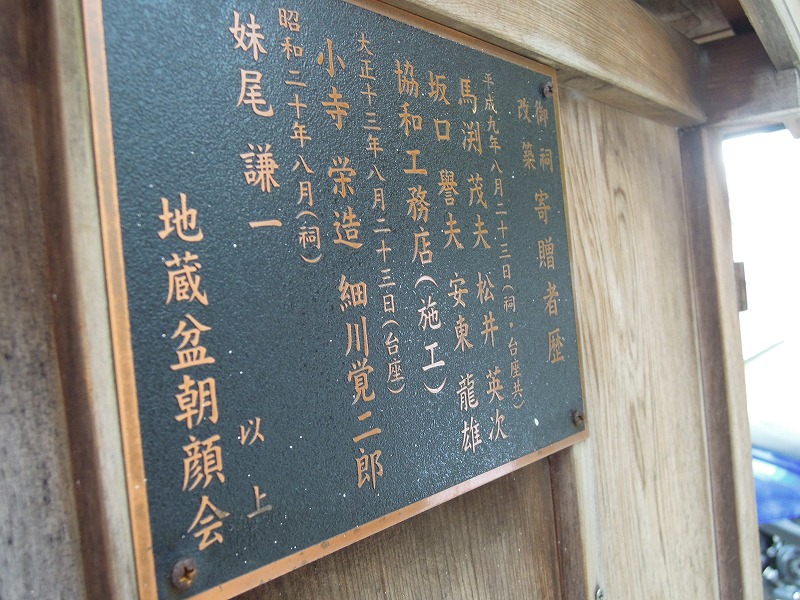 御祠改築 寄贈者歴
平成九年八月二十三日(祠・台座共)
馬渕茂夫 松井英次
坂口誉夫 安東龍雄
協和工務店(施工)
大正十三年八月二十三日(台座)
小寺栄造 細川覚二郎
昭和二十年八月(祠)
妹尾謙一
以上
地蔵盆朝顔会